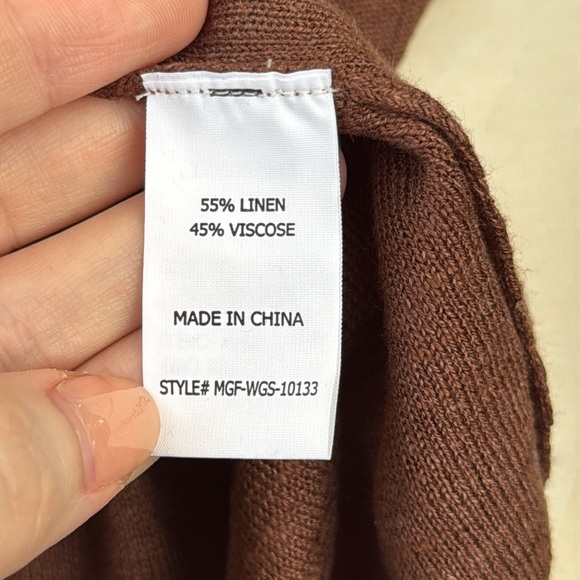 55% LINEN
45% VISCOSE
MADE IN CHINA
STYLE# MGF-WGS-10133